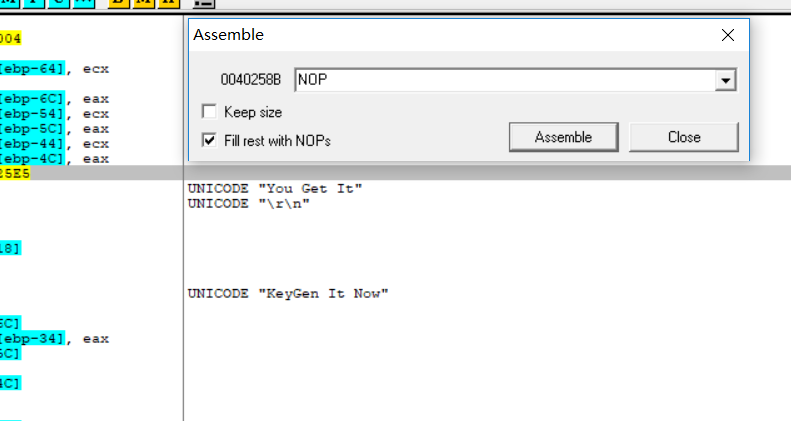 Assemble
004
[ebp-64], ecx
0040258B NOP
[ebp-6C], eax
[ebp-54], ecx
Keep size
[ebp-5C], eax
[ebp-44], ecx
Fill rest with NOPs Assemble Close
[ebp-4C], eax
25E5
UNICODE "You Get It"
UNICODE "\r\n"
18]
UNICODE "KeyGen It Now"
6C]
[ebp-34], eax
4C]